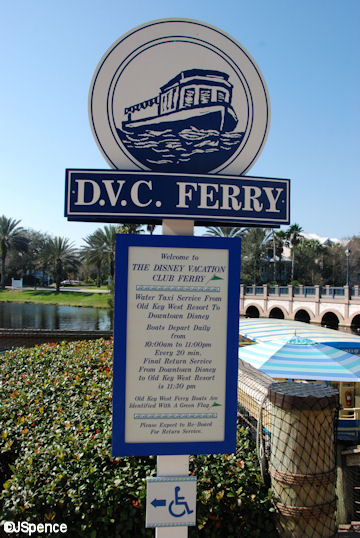 D.V.C. FERRY
Welcome to
THE DISNEY VACATION
CLUB FERRY
Water Taxi Service From
Old Key West Resort To
Downtown Disney
Boats Depart Daily
from
10:00am to 11:00pm
Every 20 min.
Final Return Service
From Downtown Disney
to Old Key West Resort
is 11:30 pm
Old Key West Ferry Boats Are
Identified With A Green Flag
Please Expect to Re-Board
For Return Service.
©JSpence